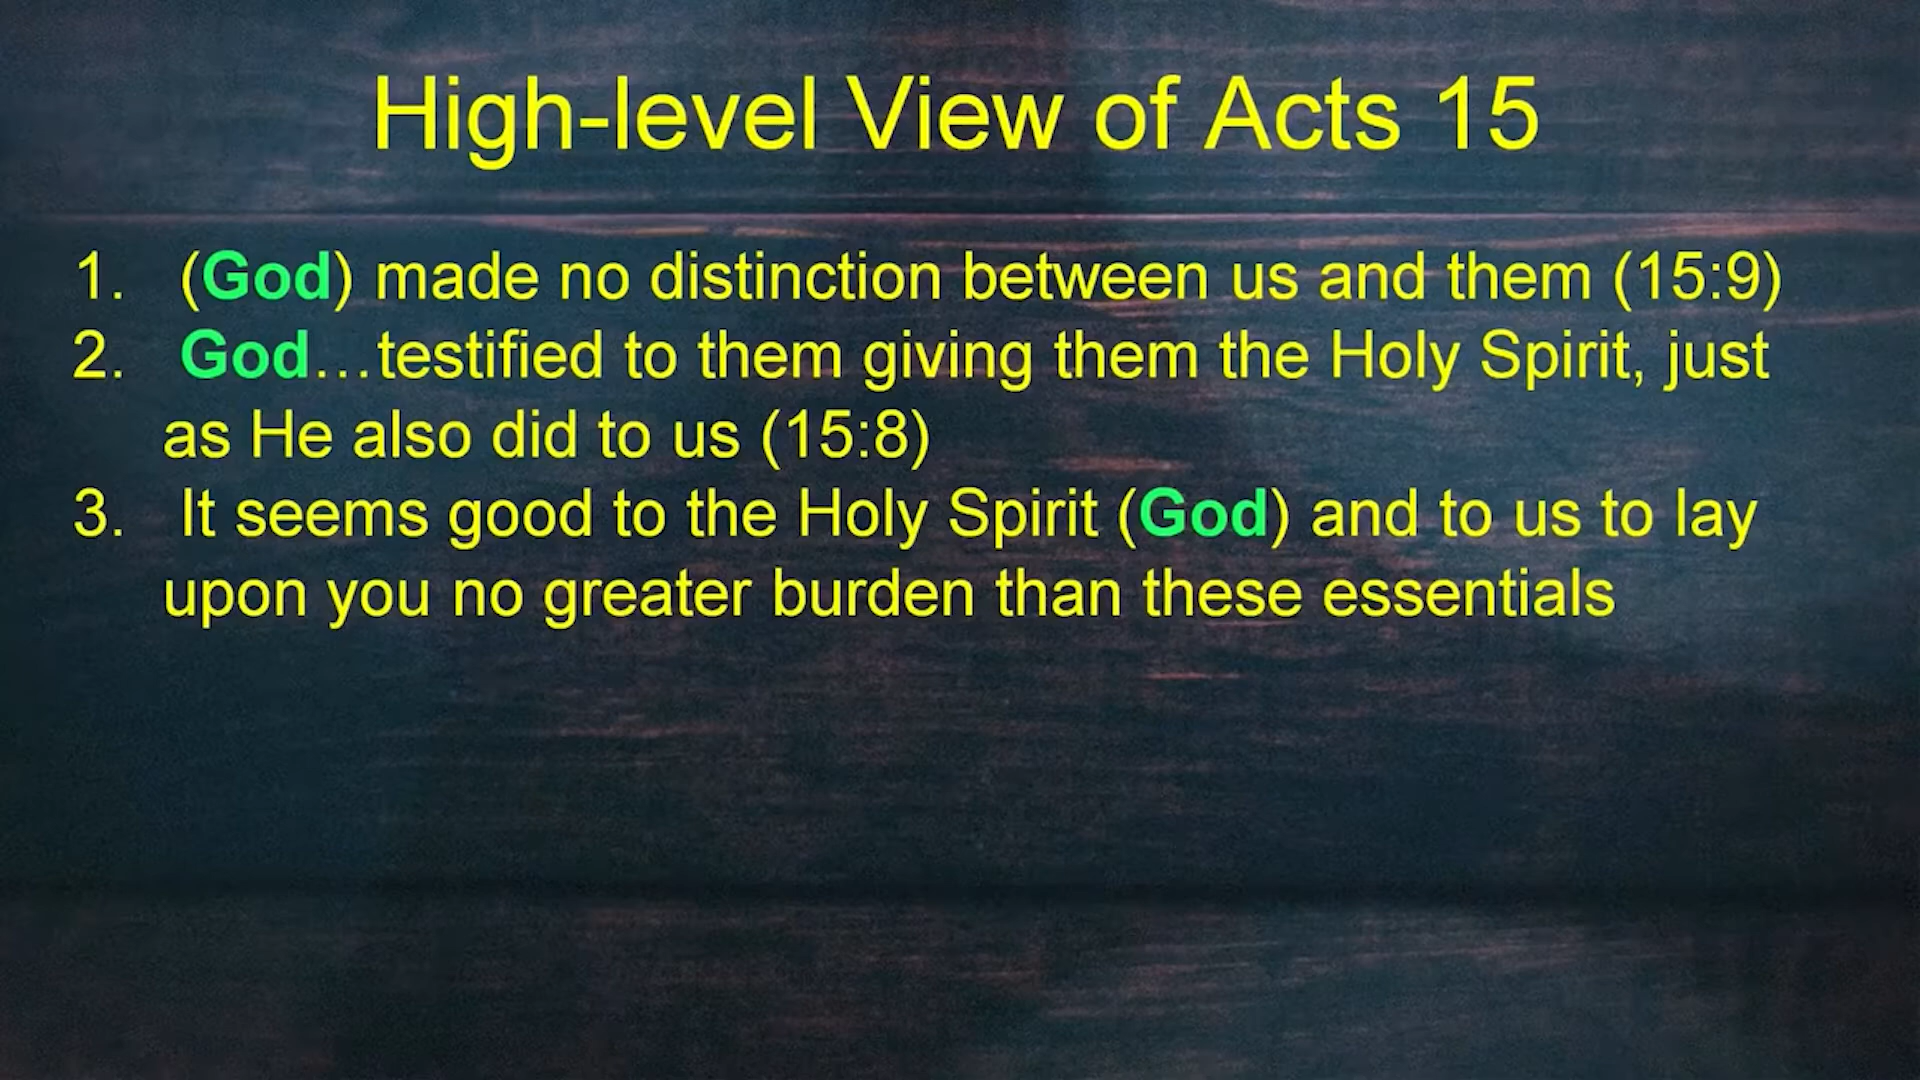 High-level View of Acts 15
1. (God) made no distinction between us and them (15:9)
2. God…testified to them giving them the Holy Spirit, just
as He also did to us (15:8)
3. It seems good to the Holy Spirit (God) and to us to lay
upon you no greater burden than these essentials